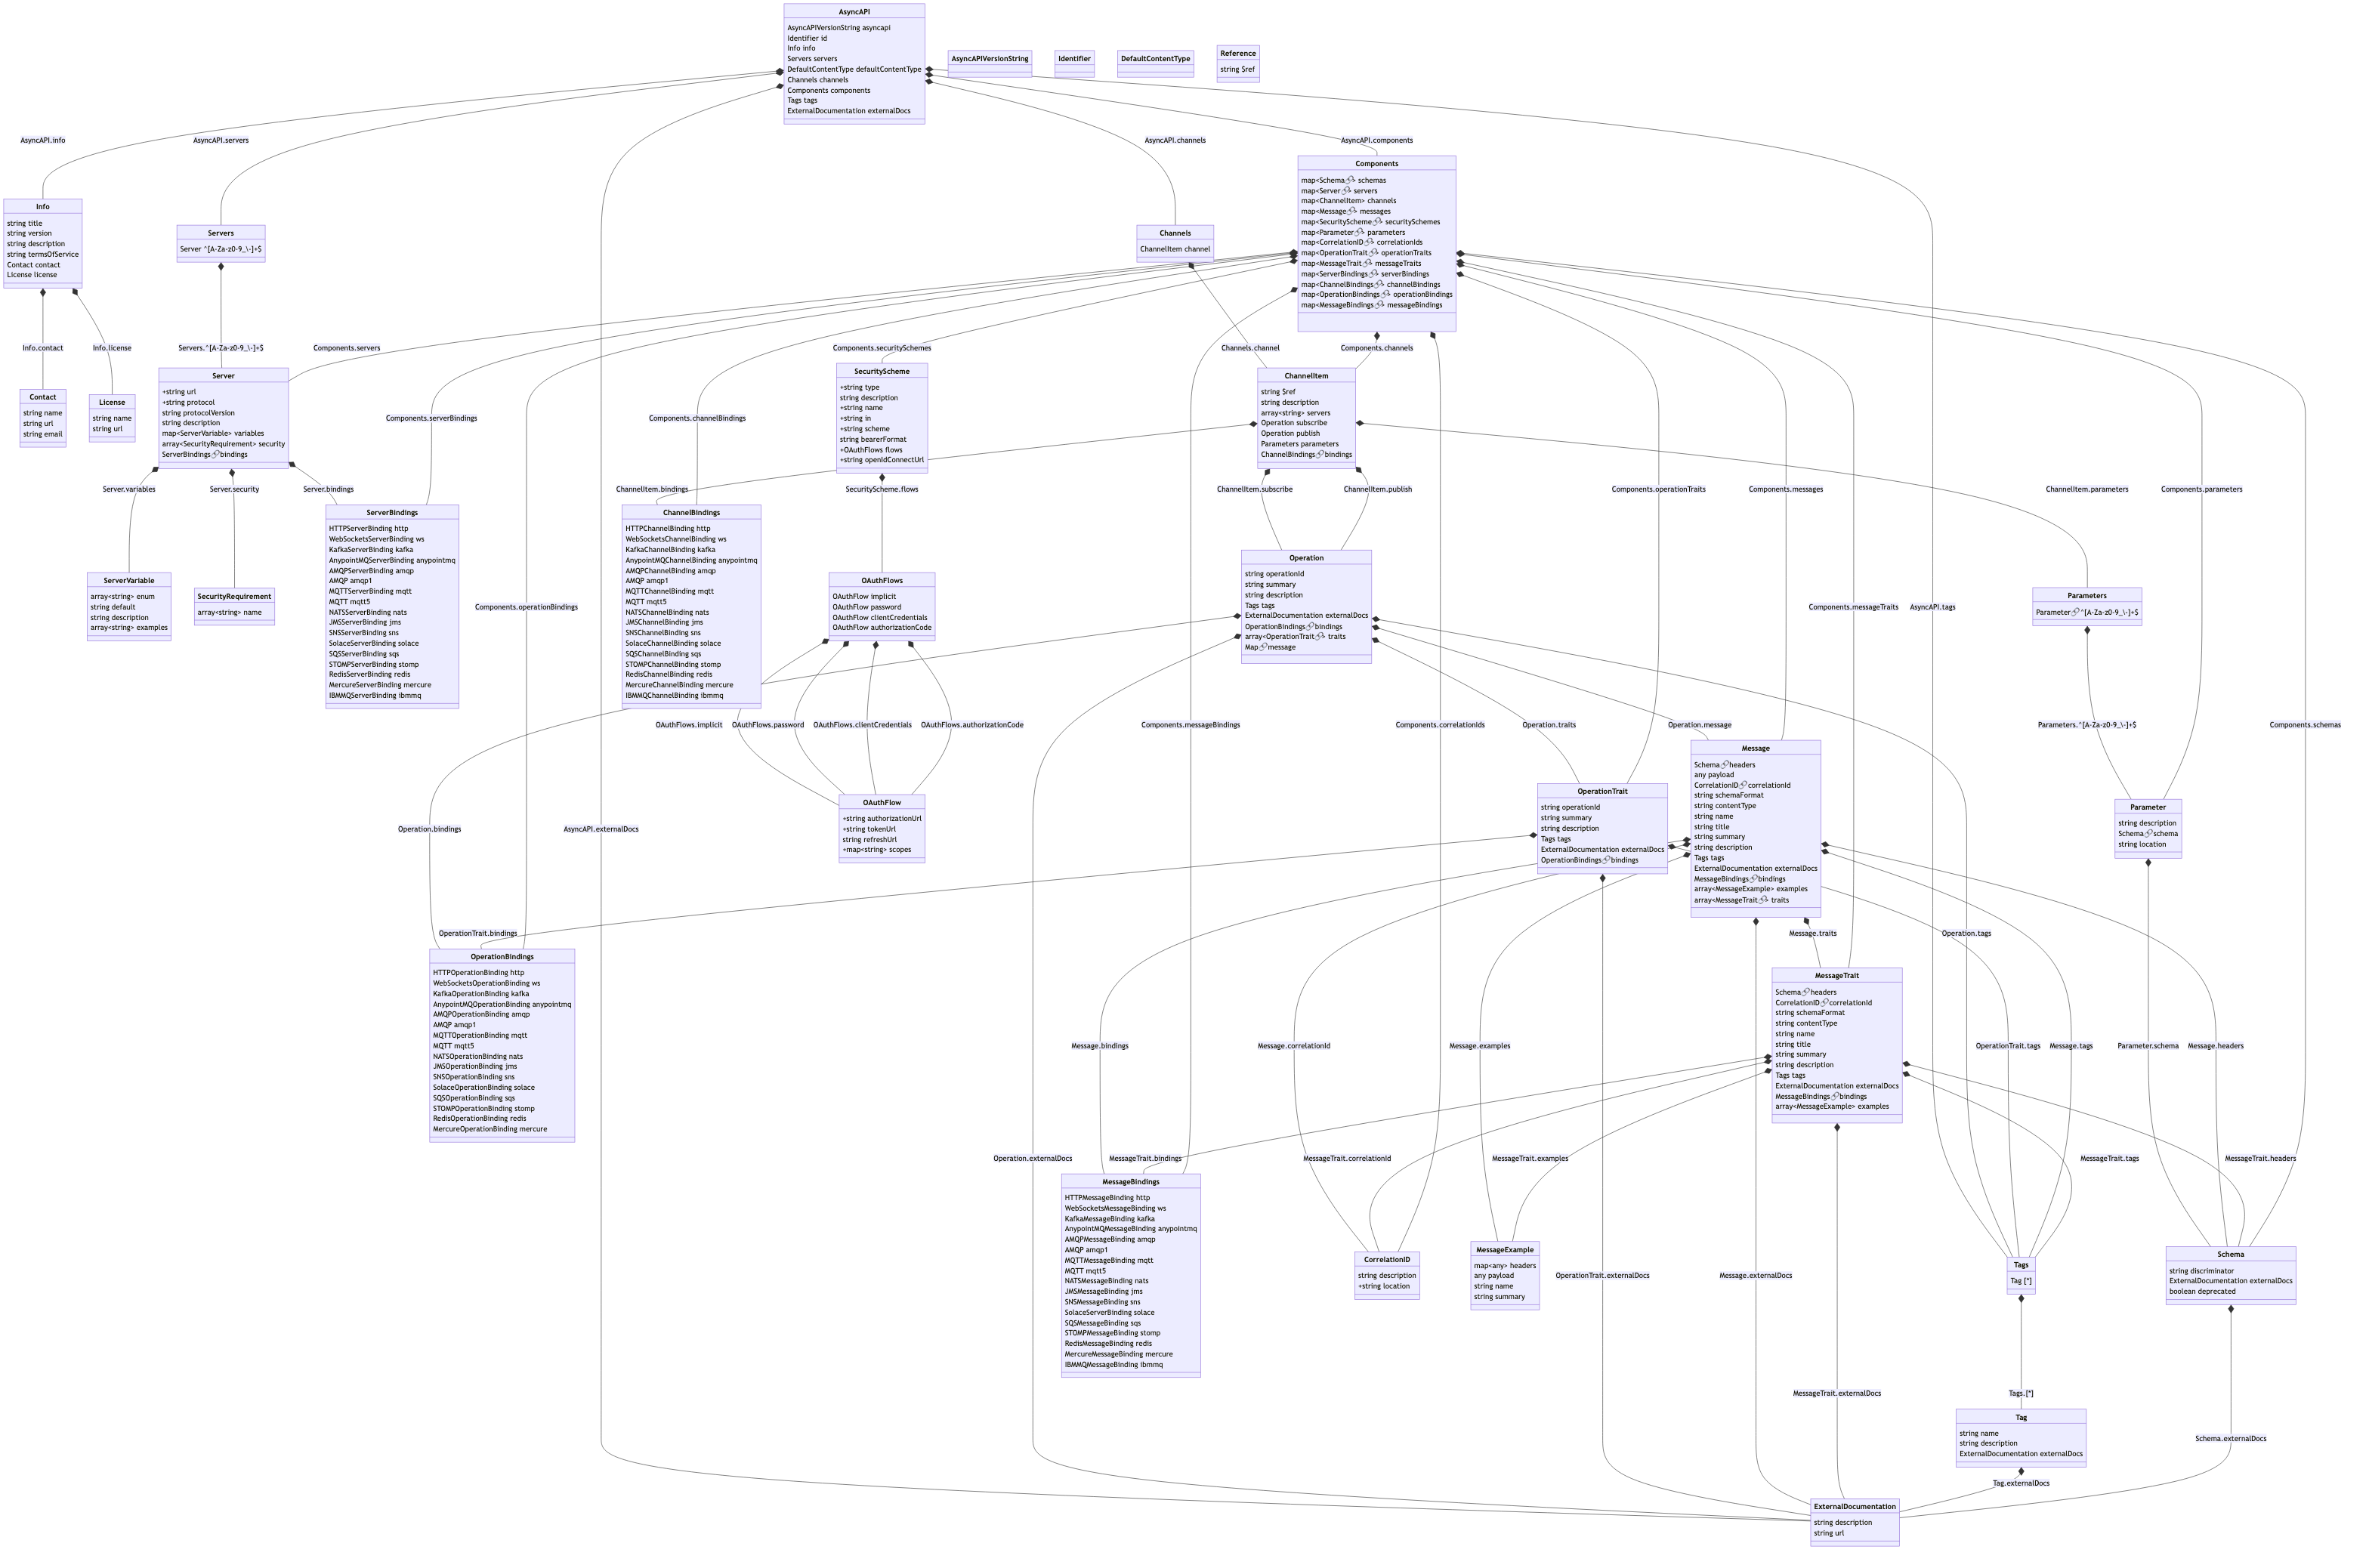 AsyncAPI
AsyncAPIVersionString asyncapi
Identifier id
Info info
Servers servers
DefaultContentType defaultContentType
Channels channels
Components components
Tags tags
ExternalDocumentation externalDocs
AsyncAPIVersionString
Identifier
DefaultContentType
Reference
string $ref
AsyncAPI.info
AsyncAPI.servers
AsyncAPI.channels
AsyncAPI.components
Info
string title
string version
string description
string termsOfService
Contact contact
License license
Servers
Server ^[A-Za-z0-9_\-]+$
Channels
ChannelItem channel
Components
map<Schema🔗> schemas
map<Server🔗> servers
map<ChannelItem> channels
map<Message🔗> messages
map<SecurityScheme🔗> securitySchemes
map<Parameter🔗> parameters
map<CorrelationID🔗> correlationIds
map<OperationTrait🔗> operationTraits
map<MessageTrait🔗> messageTraits
map<ServerBindings🔗> serverBindings
map<ChannelBindings🔗> channelBindings
map<OperationBindings🔗> operationBindings
map<MessageBindings🔗> messageBindings
Info.contact
Info.license
Servers.^[A-Za-z0-9_\-]+$
Components.servers
Components.securitySchemes
Channels.channel
Components.channels
Contact
string name
string url
string email
License
string name
string url
Server
+string url
+string protocol
string protocolVersion
string description
map<ServerVariable> variables
array<SecurityRequirement> security
ServerBindings🔗bindings
Components.serverBindings
Components.channelBindings
SecurityScheme
+string type
string description
+string name
+string in
+string scheme
string bearerFormat
+OAuthFlows flows
+string openIdConnectUrl
ChannelItem
string $ref
string description
array<string> servers
Operation subscribe
Operation publish
Parameters parameters
ChannelBindings🔗bindings
Server.variables
Server.security
Server.bindings
ChannelItem.bindings
SecurityScheme.flows
ChannelItem.subscribe
ChannelItem.publish
Components.operationTraits
Components.messages
ChannelItem.parameters
Components.parameters
ServerVariable
array<string> enum
string default
string description
array<string> examples
SecurityRequirement
array<string> name
ServerBindings
HTTPServerBinding http
WebSocketsServerBinding ws
KafkaServerBinding kafka
AnypointMQServerBinding anypointmq
AMQPServerBinding amqp
AMQP amqp1
MQTTServerBinding mqtt
MQTT mqtt5
NATSServerBinding nats
JMSServerBinding jms
SNSServerBinding sns
SolaceServerBinding solace
SQSServerBinding sqs
STOMPServerBinding stomp
RedisServerBinding redis
MercureServerBinding mercure
IBMMQServerBinding ibmmq
Components.operationBindings
ChannelBindings
HTTPChannelBinding http
WebSocketsChannelBinding ws
KafkaChannelBinding kafka
AnypointMQChannelBinding anypointmq
AMQPChannelBinding amqp
AMQP amqp1
MQTTChannelBinding mqtt
MQTT mqtt5
NATSChannelBinding nats
JMSChannelBinding jms
SNSChannelBinding sns
SolaceChannelBinding solace
SQSChannelBinding sqs
STOMPChannelBinding stomp
RedisChannelBinding redis
MercureChannelBinding mercure
IBMMQChannelBinding ibmmq
OAuthFlows
OAuthFlow implicit
OAuthFlow password
OAuthFlow clientCredentials
OAuthFlow authorizationCode
Operation
string operationId
string summary
string description
Tags tags
ExternalDocumentation externalDocs
OperationBindings🔗bindings
array<OperationTrait🔗> traits
Map🔗message
Components.messageTraits
AsyncAPI.tags
Parameters
Parameter🔗^[A-Za-z0-9_\-]+$
OAuthFlows.implicit
OAuthFlows.password
OAuthFlows.clientCredentials
OAuthFlows.authorizationCode
Components.messageBindings
Components.correlationIds
Operation.traits
Operation.message
Parameters.^[A-Za-z0-9_\-]+$
Components.schemas
Operation.bindings
AsyncAPI.externalDocs
OAuthFlow
+string authorizationUrl
+string tokenUrl
string refreshUrl
+map<string> scopes
OperationTrait
string operationId
string summary
string description
Tags tags
ExternalDocumentation externalDocs
OperationBindings🔗bindings
Message
Schema🔗headers
any payload
CorrelationID🔗correlationId
string schemaFormat
string contentType
string name
string title
string summary
string description
Tags tags
ExternalDocumentation externalDocs
MessageBindings🔗bindings
array<MessageExample> examples
array<MessageTrait🔗> traits
Parameter
string description
Schema🔗schema
string location
OperationTrait.bindings
Message.traits
Operation.tags
OperationBindings
HTTPOperationBinding http
WebSocketsOperationBinding ws
KafkaOperationBinding kafka
AnypointMQOperationBinding anypointmq
AMQPOperationBinding amqp
AMQP amqp1
MQTTOperationBinding mqtt
MQTT mqtt5
NATSOperationBinding nats
JMSOperationBinding jms
SNSOperationBinding sns
SolaceOperationBinding solace
SQSOperationBinding sqs
STOMPOperationBinding stomp
RedisOperationBinding redis
MercureOperationBinding mercure
Message.bindings
Message.correlationId
Message.examples
MessageTrait
Schema🔗headers
CorrelationID🔗correlationId
string schemaFormat
string contentType
string name
string title
string summary
string description
Tags tags
ExternalDocumentation externalDocs
MessageBindings🔗bindings
array<MessageExample> examples
OperationTrait.tags
Message.tags
Parameter.schema
Message.headers
Operation.externalDocs
MessageTrait.bindings
MessageTrait.correlationId
MessageTrait.examples
MessageTrait.tags
MessageTrait.headers
MessageBindings
HTTPMessageBinding http
WebSocketsMessageBinding ws
KafkaMessageBinding kafka
AnypointMQMessageBinding anypointmq
AMQPMessageBinding amqp
AMQP amqp1
MQTTMessageBinding mqtt
MQTT mqtt5
NATSMessageBinding nats
JMSMessageBinding jms
SNSMessageBinding sns
SolaceServerBinding solace
SQSMessageBinding sqs
STOMPMessageBinding stomp
RedisMessageBinding redis
MercureMessageBinding mercure
IBMMQMessageBinding ibmmq
CorrelationID
string description
+string location
MessageExample
map<any> headers
any payload
string name
string summary
OperationTrait.externalDocs
Message.externalDocs
Tags
Tag [*]
Schema
string discriminator
ExternalDocumentation externalDocs
boolean deprecated
MessageTrait.externalDocs
Tags.[*]
Tag
string name
string description
ExternalDocumentation externalDocs
Schema.externalDocs
Tag.externalDocs
ExternalDocumentation
string description
string url